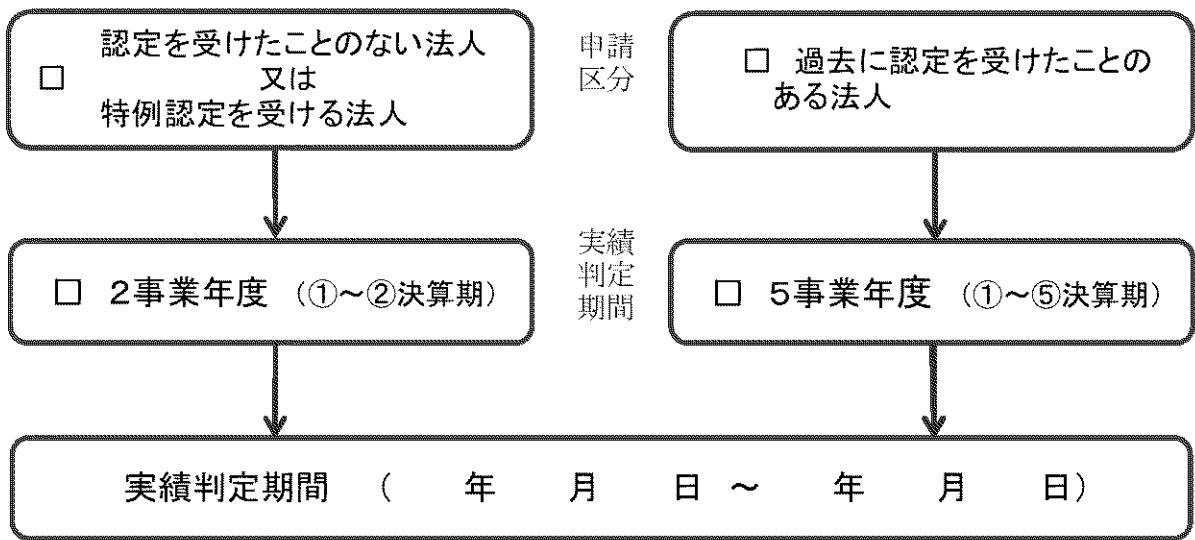 認定を受けたことのない法人
□ 又は
特例認定を受ける法人
申請
区分
□ 過去に認定を受けたことの
ある法人
□ 2事業年度 (①~②決算期)
実績
判定
期間
□ 5事業年度 (①~⑤決算期)
実績判定期間 ( 年 月 日 ~ 年 月 日)